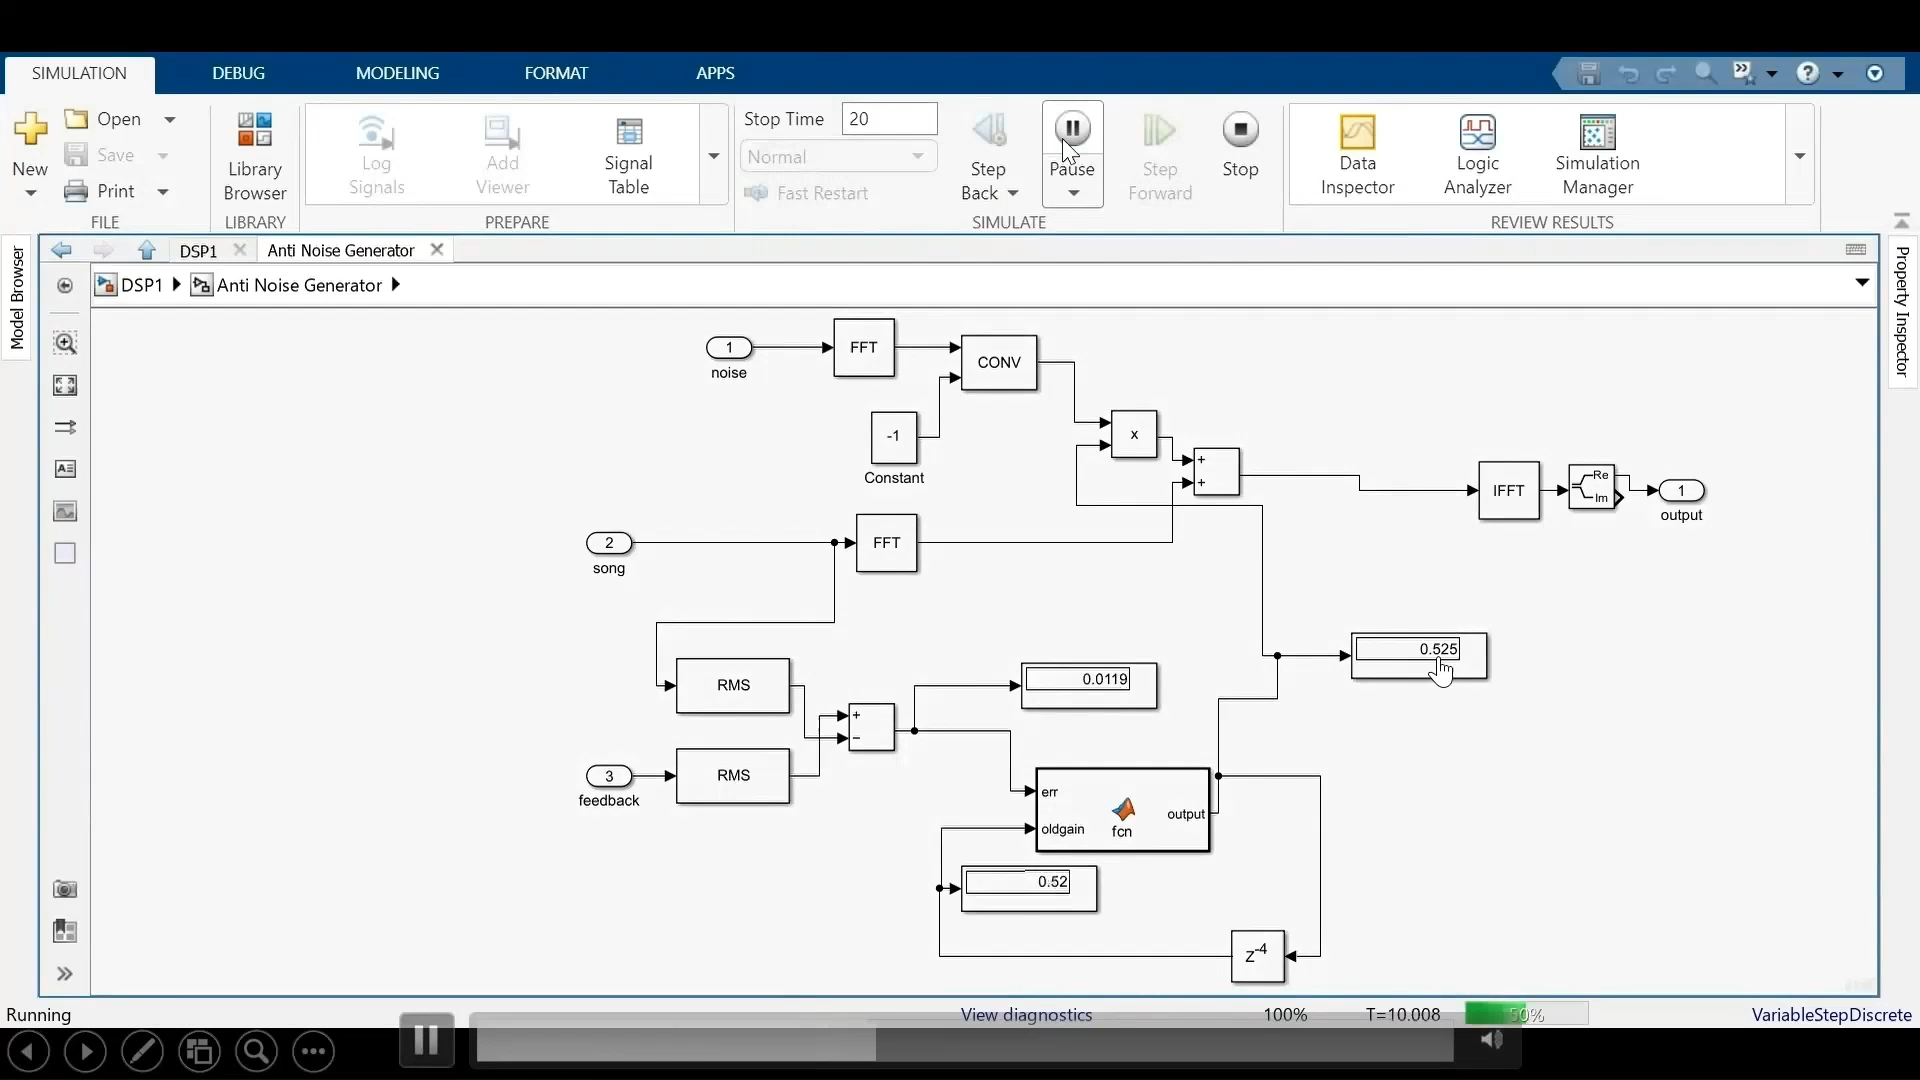 SIMULATION DEBUG MODELING FORMAT APPS
New
Open
Save
Print
FILE
Library
Browser
LIBRARY
Log
Signals
Add
Viewer
Signal
Table
PREPARE
Stop Time 20
Normal
Fast Restart
Step
Back
Pause
Step
Forward
Stop
SIMULATE
Data
Inspector
Logic
Analyzer
Simulation
Manager
REVIEW RESULTS
Model Browser
Property Inspector
DSP1 Anti Noise Generator
DSP1 Anti Noise Generator
1
noise
FFT
CONV
-1
Constant
x
+
+
IFFT
Re
Im
1
output
2
song
FFT
0.525
RMS
0.0119
+
−
3
feedback
RMS
err
oldgain
fcn
output
0.52
Z-4
Running
View diagnostics
100%
T=10.008
50%
VariableStepDiscrete